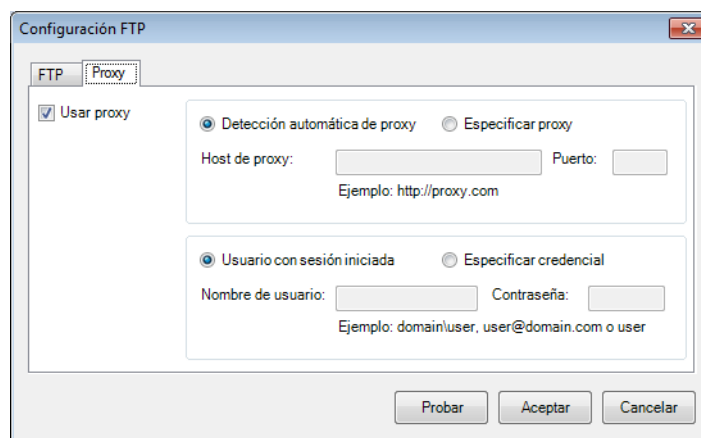 Configuración FTP
FTP Proxy
Usar proxy
Detección automática de proxy Especificar proxy
Host de proxy: Puerto:
Ejemplo: http://proxy.com
Usuario con sesión iniciada Especificar credencial
Nombre de usuario: Contraseña:
Ejemplo: domain\user, user@domain.com o user
Probar Aceptar Cancelar